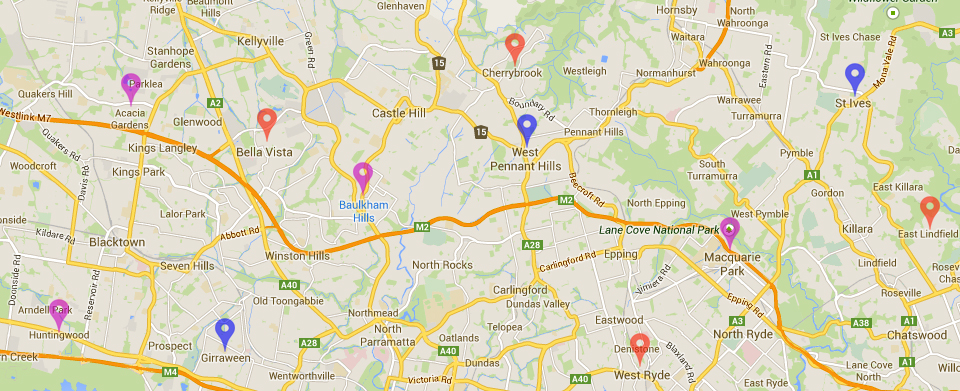 Kellyville
Ridge
Beaumont
Hills
Glenhaven
Hornsby
North
Wahroonga
Wildflower Garden
Stanhope
Gardens
Kellyville
Green Rd
15
Cherrybrook
Westleigh
Waitara
Normanhurst
Wahroonga
Eastern Rd
St Ives Chase
A3
Mona Vale Rd
Parklea
Quakers Hill
Acacia
Gardens
A2
Glenwood
Castle Hill
Boundary Rd
Thornleigh
Warrawee
Turramurra
St Ives
Westlink M7
Quakers Rd
Kings Langley
Bella Vista
15
West
Pennant Hills
Pennant Hills
Pymble
Woodcroft
Davis Rd
Kings Park
South
Turramurra
A1
Gordon
East Killara
Lalor Park
Baulkham
Hills
Beecroft Rd
M2
North Epping
West Pymble
Kildare Rd
Blacktown
Abbott Rd
M2
Lane Cove National Park
Killara
East Lindfield
Winston Hills
A28
Carlingford Rd
Epping
Macquarie
Park
Lindfield
Doonside Rd
Reservoir Rd
Seven Hills
North Rocks
Vimiera Rd
Roseville
A40
Carlingford
Epping Rd
Arndell Park
Old Toongabbie
Dundas Valley
Huntingwood
Northmead
Eastwood
A3
A38
A1
Telopea
North Ryde
Chatswood
Prospect
Girraween
A28
North
Parramatta
Oatlands
Denistone
Blaxland Rd
A40
Dundas
A1
M4
Wentworthville
Victoria Rd
A40
West Ryde
East Ryde
Lane Cove
North